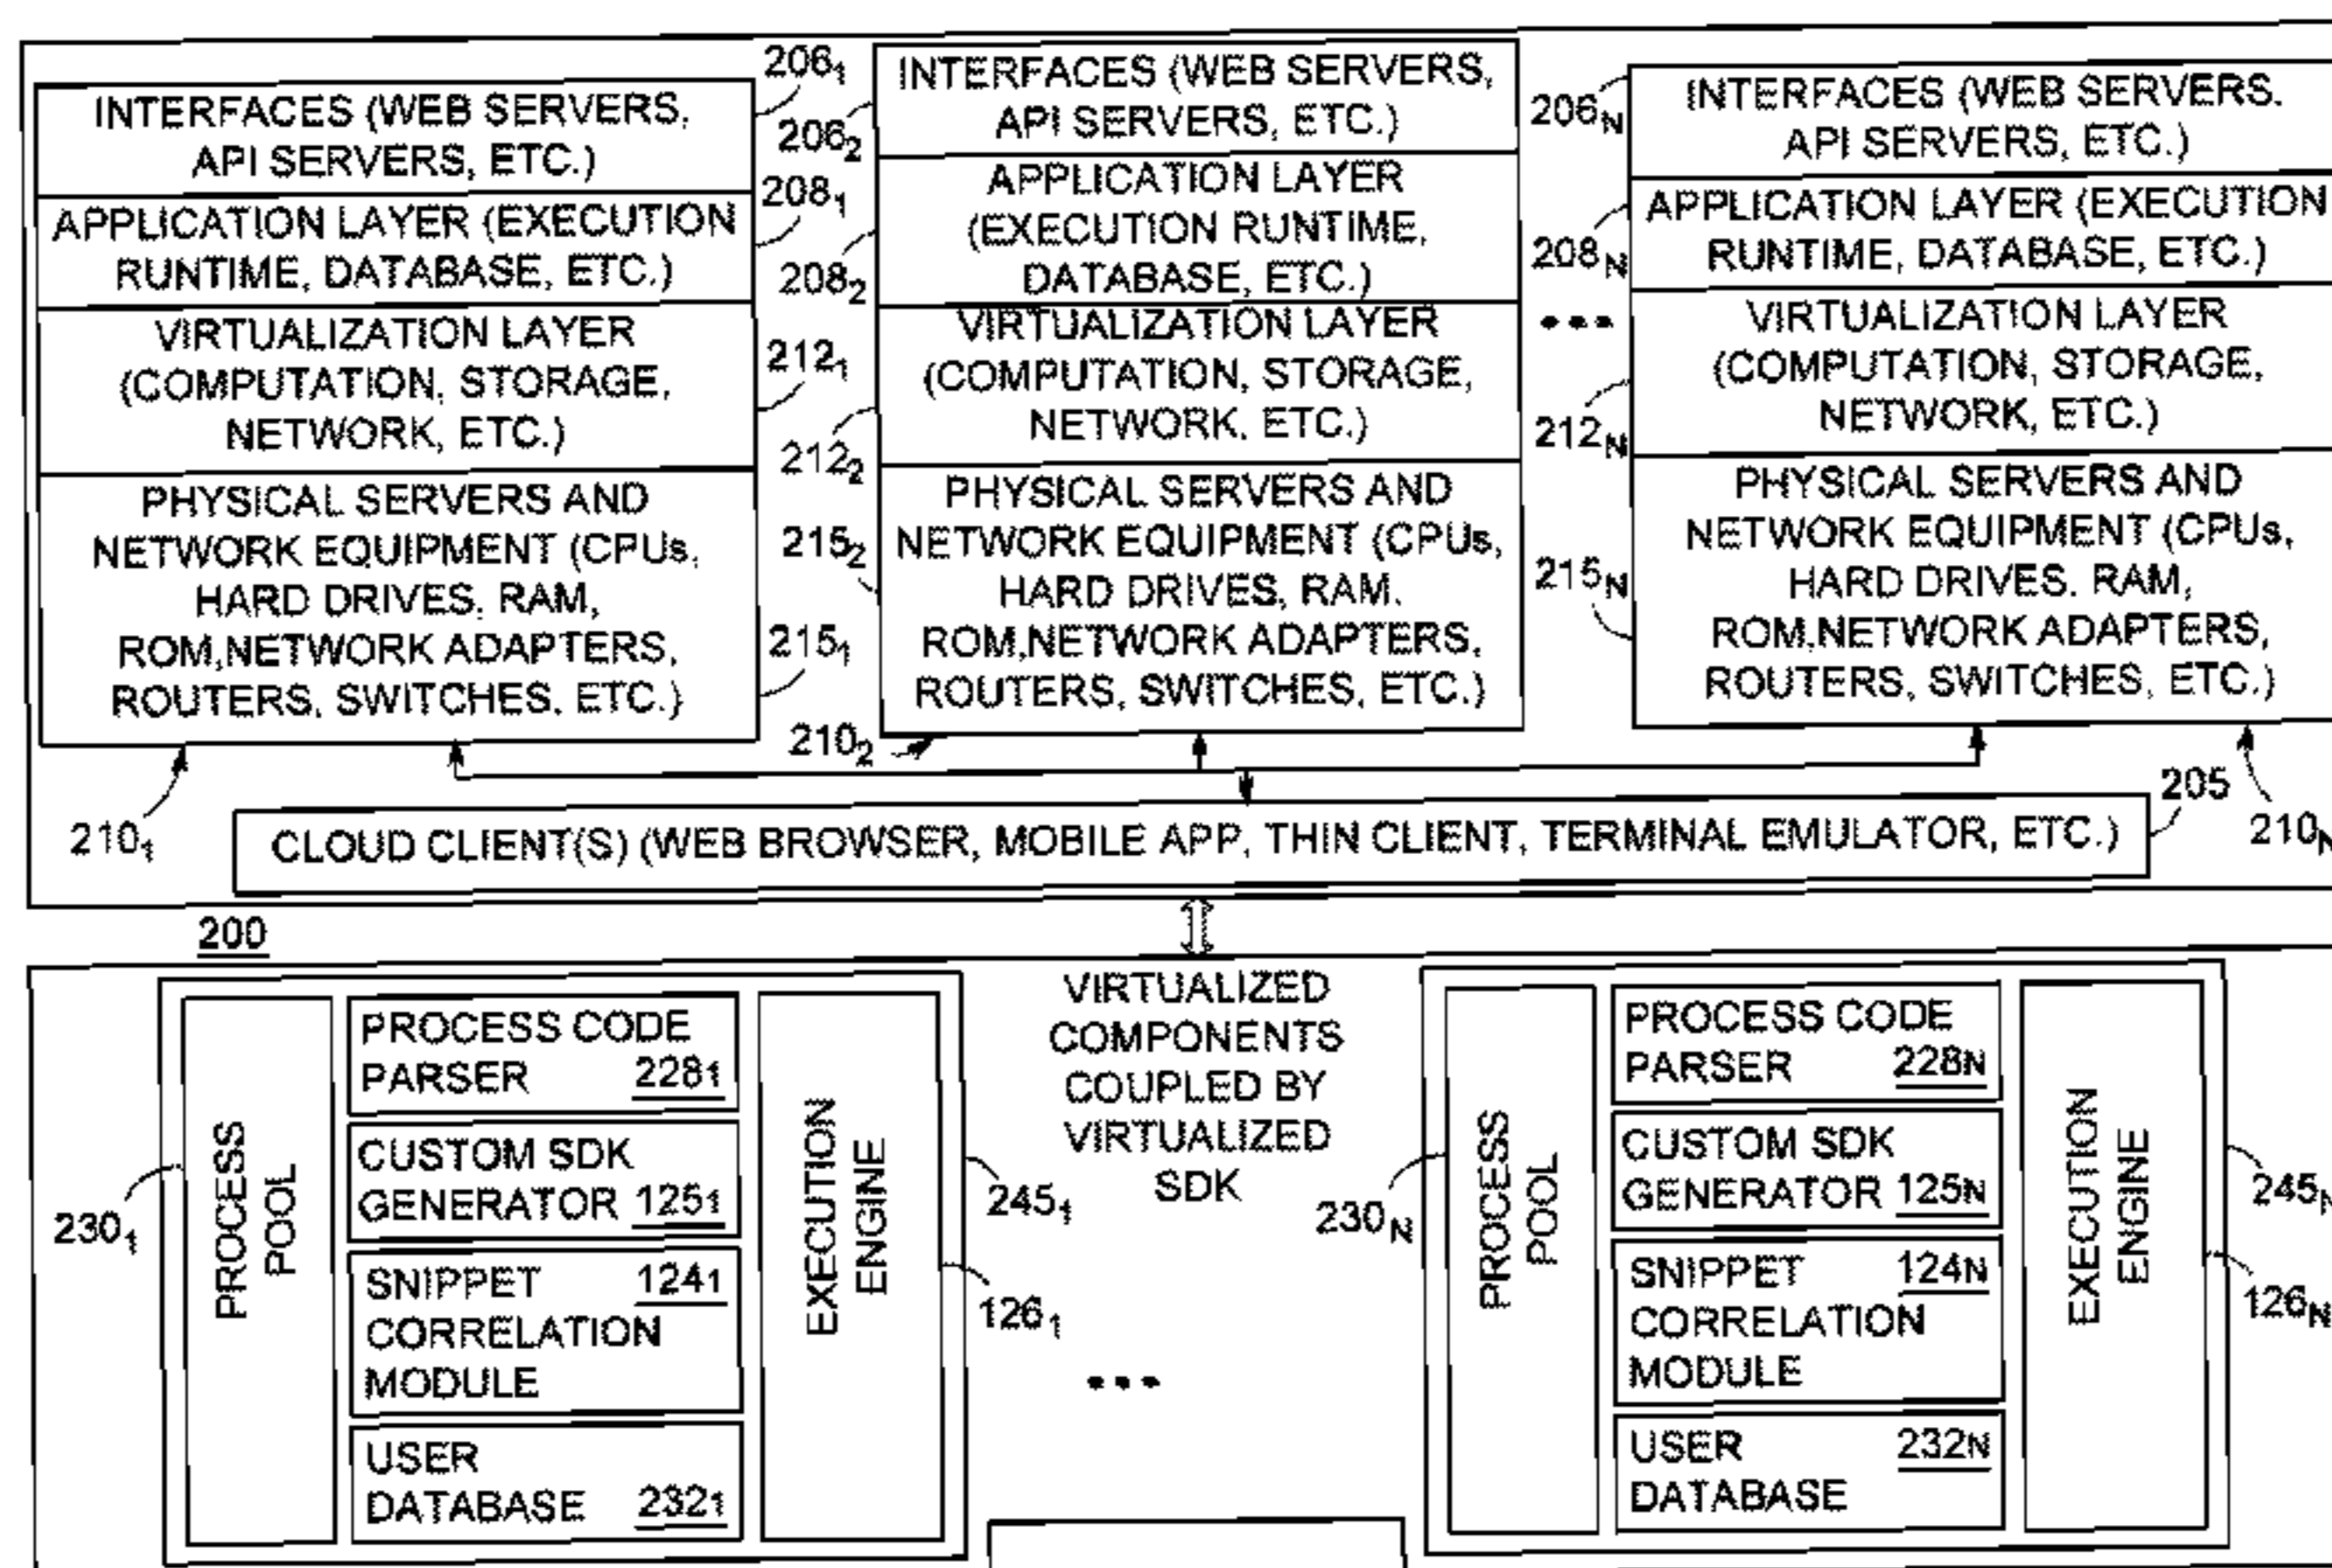 206₁
INTERFACES (WEB SERVERS,
API SERVERS, ETC.)
208₁
APPLICATION LAYER (EXECUTION
RUNTIME, DATABASE, ETC.)
VIRTUALIZATION LAYER
(COMPUTATION, STORAGE,
NETWORK, ETC.)
212₁
PHYSICAL SERVERS AND
NETWORK EQUIPMENT (CPUs,
HARD DRIVES, RAM,
ROM,NETWORK ADAPTERS,
ROUTERS, SWITCHES, ETC.)
215₁
210₁
INTERFACES (WEB SERVERS,
API SERVERS, ETC.)
206₂
APPLICATION LAYER
(EXECUTION RUNTIME,
DATABASE, ETC.)
208₂
VIRTUALIZATION LAYER
(COMPUTATION, STORAGE,
NETWORK, ETC.)
212₂
PHYSICAL SERVERS AND
NETWORK EQUIPMENT (CPUs,
HARD DRIVES, RAM,
ROM,NETWORK ADAPTERS,
ROUTERS, SWITCHES, ETC.)
215₂
210₂
•••
INTERFACES (WEB SERVERS,
API SERVERS, ETC.)
206N
APPLICATION LAYER (EXECUTION
RUNTIME, DATABASE, ETC.)
208N
VIRTUALIZATION LAYER
(COMPUTATION, STORAGE,
NETWORK, ETC.)
212N
PHYSICAL SERVERS AND
NETWORK EQUIPMENT (CPUs,
HARD DRIVES, RAM,
ROM,NETWORK ADAPTERS,
ROUTERS, SWITCHES, ETC.)
215N
210N
205
CLOUD CLIENT(S) (WEB BROWSER, MOBILE APP, THIN CLIENT, TERMINAL EMULATOR, ETC.)
200
230₁
PROCESS
POOL
PROCESS CODE
PARSER 228₁
CUSTOM SDK
GENERATOR 125₁
SNIPPET 124₁
CORRELATION
MODULE
USER
DATABASE 232₁
EXECUTION
ENGINE
245₁
126₁
VIRTUALIZED
COMPONENTS
COUPLED BY
VIRTUALIZED
SDK
•••
230N
PROCESS
POOL
PROCESS CODE
PARSER 228N
CUSTOM SDK
GENERATOR 125N
SNIPPET 124N
CORRELATION
MODULE
USER 232N
DATABASE
EXECUTION
ENGINE
245N
126N